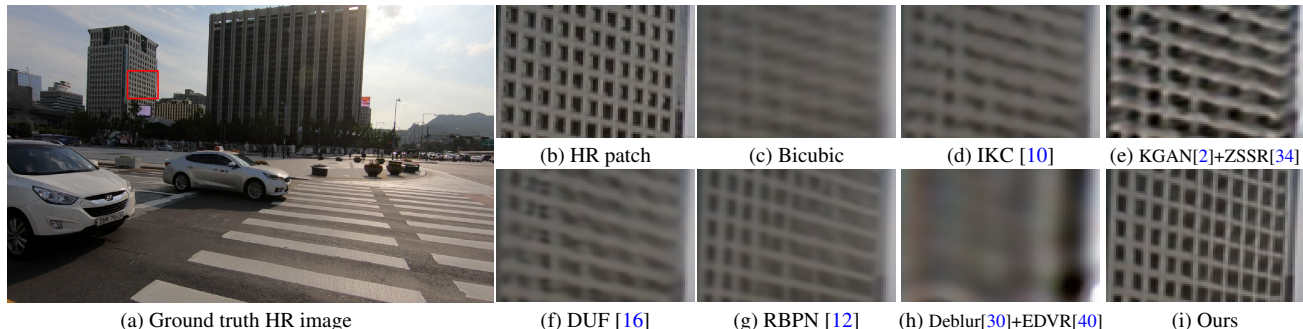 (b) HR patch
(c) Bicubic
(d) IKC [10]
(e) KGAN[2]+ZSSR[34]
(a) Ground truth HR image
(f) DUF [16]
(g) RBPN [12]
(h) Deblur[30]+EDVR[40]
(i) Ours